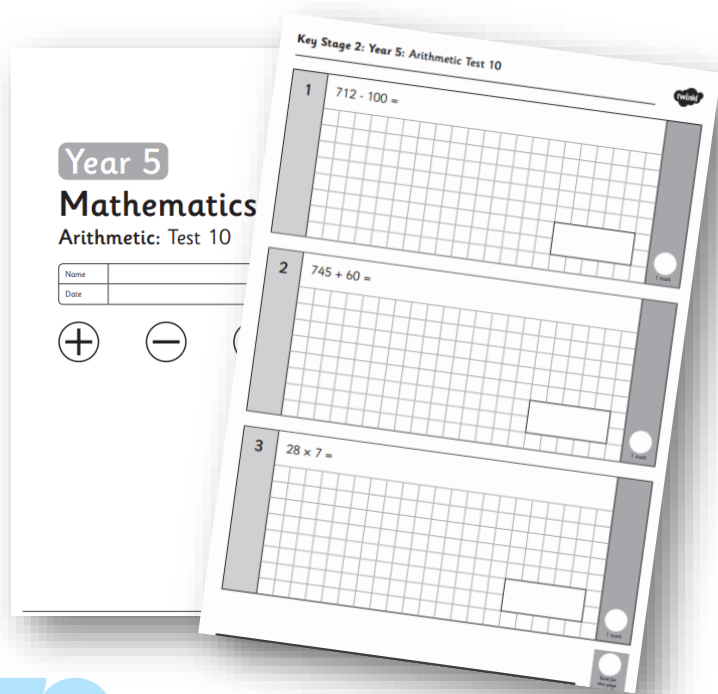 Year 5
Mathematics
Arithmetic: Test 10
Name
Date
Key Stage 2: Year 5: Arithmetic Test 10
twinkl
1
712 - 100 =
1 mark
2
745 + 60 =
1 mark
3
28 × 7 =
1 mark